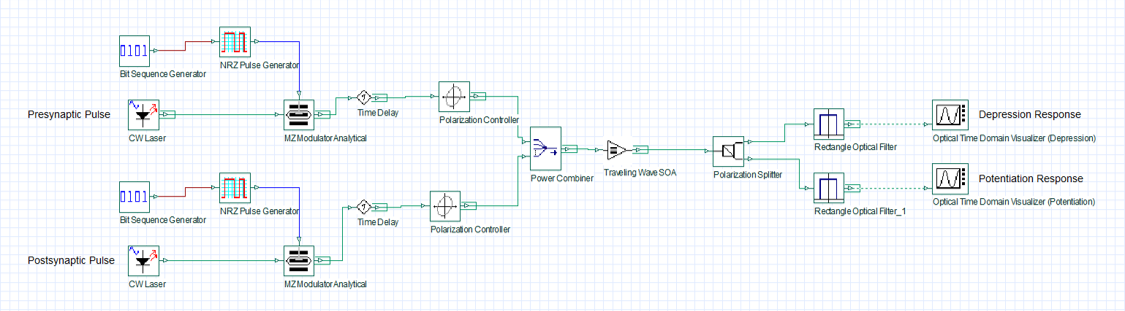 0101
NRZ Pulse Generator
Bit Sequence Generator
Presynaptic Pulse
CW Laser
MZ Modulator Analytical
Time Delay
Polarization Controller
Power Combiner
Traveling Wave SOA
Polarization Splitter
Rectangle Optical Filter
Depression Response
Optical Time Domain Visualizer (Depression)
0101
NRZ Pulse Generator
Bit Sequence Generator
Postsynaptic Pulse
CW Laser
MZ Modulator Analytical
Time Delay
Polarization Controller
Rectangle Optical Filter_1
Potentiation Response
Optical Time Domain Visualizer (Potentiation)